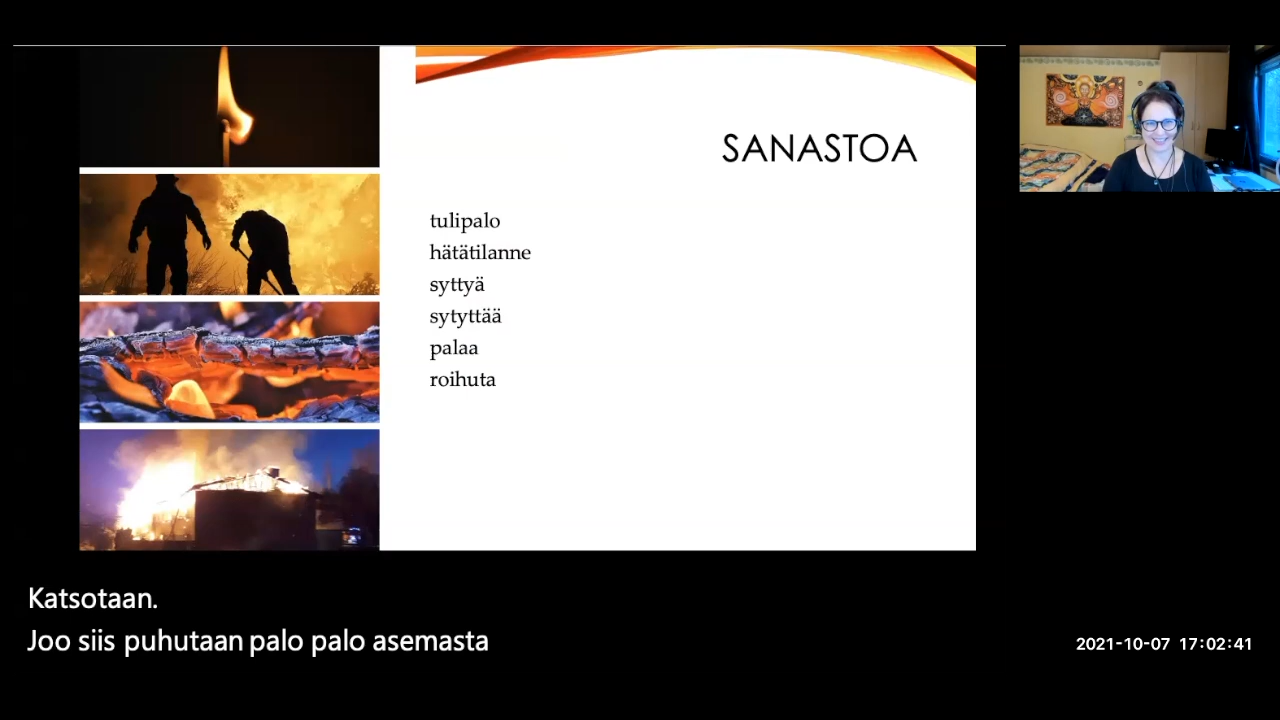 SANASTOA
tulipalo
hätätilanne
syttyä
sytyttää
palaa
roihuta
Katsotaan.
Joo siis puhutaan palo palo asemasta
2021-10-07 17:02:41